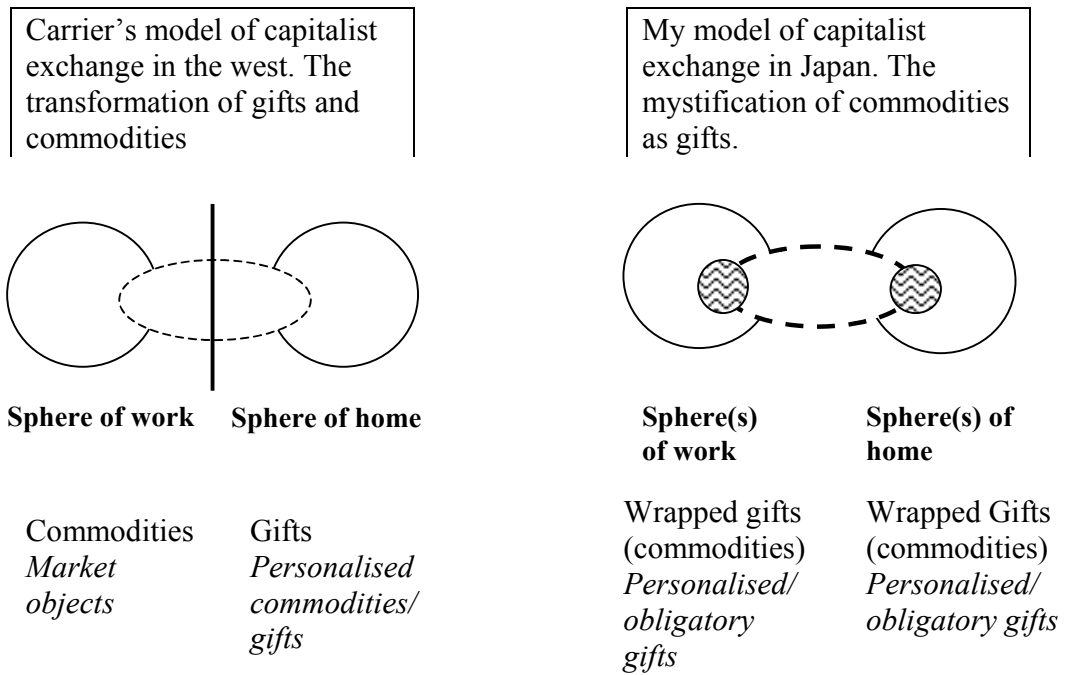 Carrier’s model of capitalist
exchange in the west. The
transformation of gifts and
commodities
My model of capitalist
exchange in Japan. The
mystification of commodities
as gifts.
Sphere of work
Sphere of home
Commodities
Market
objects
Gifts
Personalised
commodities/
gifts
Sphere(s)
of work
Sphere(s) of
home
Wrapped gifts
(commodities)
Personalised/
obligatory
gifts
Wrapped Gifts
(commodities)
Personalised/
obligatory gifts